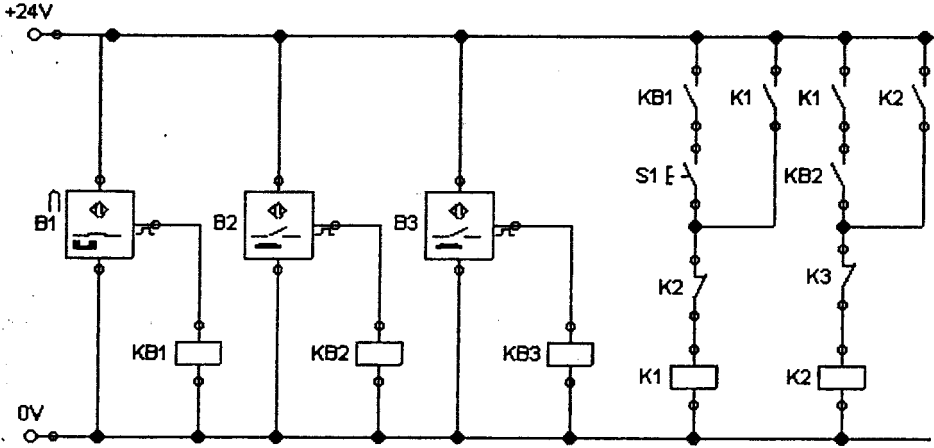 +24V
KB1 K1 K1 K2
S1 KB2
B1 B2 B3
K2 K3
KB1 KB2 KB3
K1 K2
0V